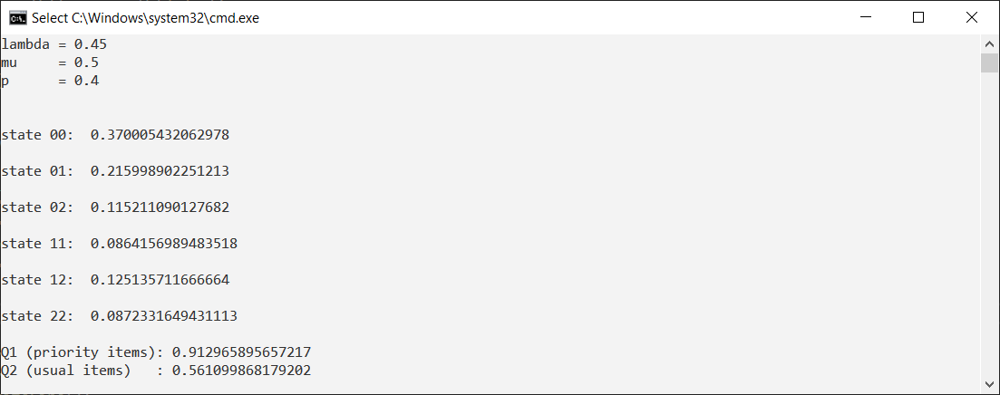 Select C:\Windows\system32\cmd.exe
lambda = 0.45
mu     = 0.5
p      = 0.4
state 00:  0.370005432062978
state 01:  0.215998902251213
state 02:  0.115211090127682
state 11:  0.0864156989483518
state 12:  0.125135711666664
state 22:  0.0872331649431113
Q1 (priority items): 0.912965895657217
Q2 (usual items)   : 0.561099868179202